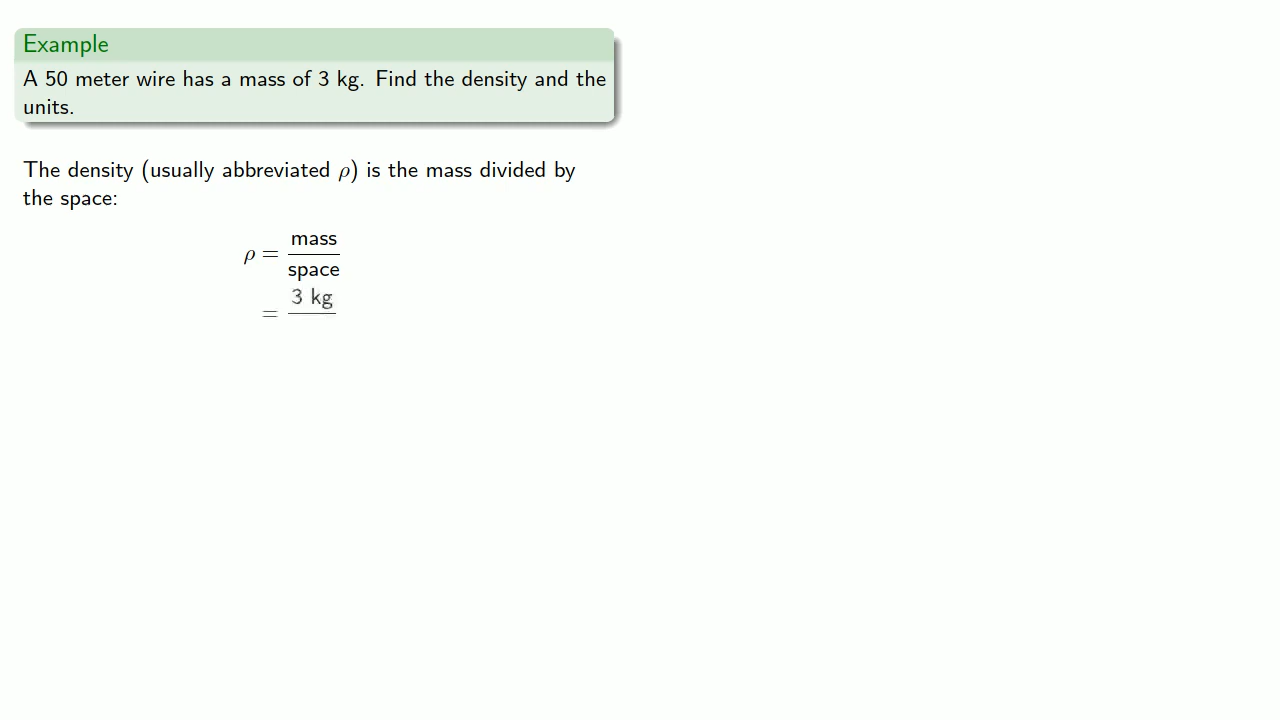 Example
A 50 meter wire has a mass of 3 kg. Find the density and the
units.
The density (usually abbreviated ρ) is the mass divided by
the space:
ρ = mass
space
= 3 kg